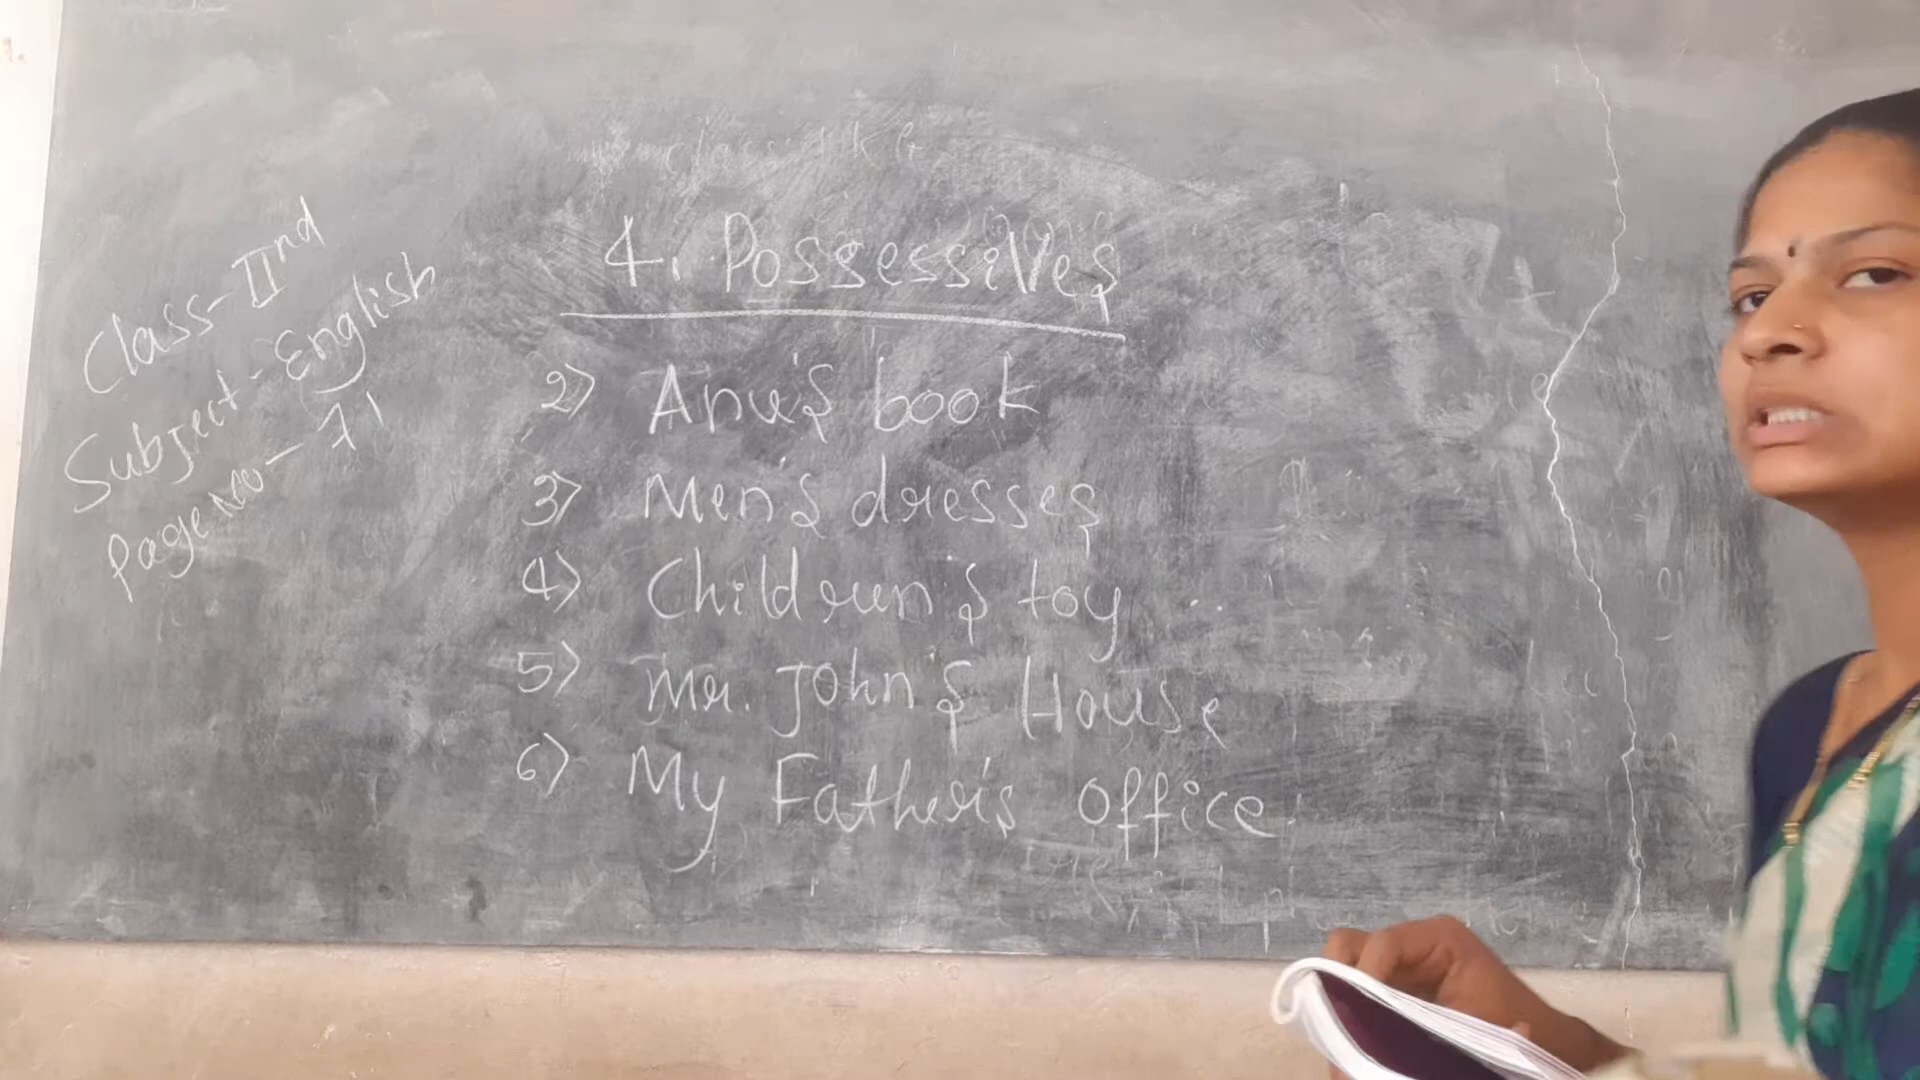 Class-IInd
Subject-English
Page No-71
4. Possessives
2) Anu's book
3) Men's dresses
4) Children's toy
5) Mr. John's House
6) My Father's office.